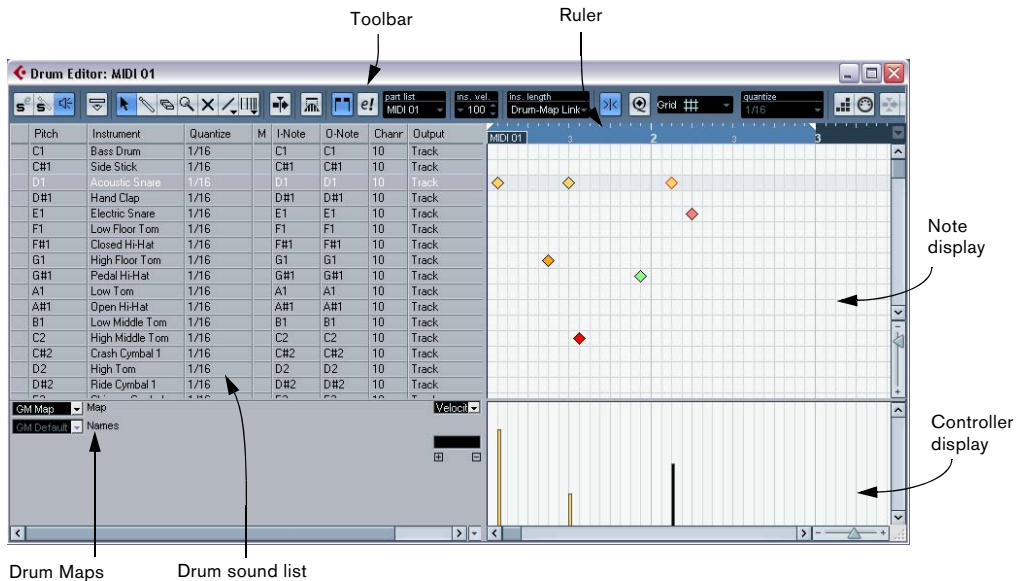 Toolbar
Ruler
Drum Editor: MIDI 01
part list
MIDI 01
ins. vel.
100
ins. length
Drum-Map Link
Grid
quantize
1/16
Pitch Instrument Quantize M I-Note O-Note Chanr Output
MIDI 01
3
2
3
3
C1 Bass Drum 1/16 C1 C1 10 Track
C#1 Side Stick 1/16 C#1 C#1 10 Track
D1 Acoustic Snare 1/16 D1 D1 10 Track
D#1 Hand Clap 1/16 D#1 D#1 10 Track
E1 Electric Snare 1/16 E1 E1 10 Track
F1 Low Floor Tom 1/16 F1 F1 10 Track
F#1 Closed Hi-Hat 1/16 F#1 F#1 10 Track
G1 High Floor Tom 1/16 G1 G1 10 Track
G#1 Pedal Hi-Hat 1/16 G#1 G#1 10 Track
A1 Low Tom 1/16 A1 A1 10 Track
A#1 Open Hi-Hat 1/16 A#1 A#1 10 Track
B1 Low Middle Tom 1/16 B1 B1 10 Track
C2 High Middle Tom 1/16 C2 C2 10 Track
C#2 Crash Cymbal 1 1/16 C#2 C#2 10 Track
D2 High Tom 1/16 D2 D2 10 Track
D#2 Ride Cymbal 1 1/16 D#2 D#2 10 Track
Note
display
GM Map Map
Velocit
GM Default Names
Controller
display
Drum Maps
Drum sound list